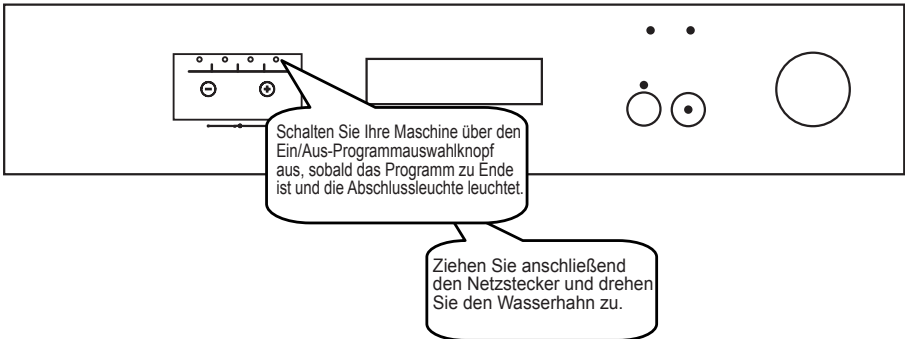 Schalten Sie Ihre Maschine über den
Ein/Aus-Programmauswahlknopf
aus, sobald das Programm zu Ende
ist und die Abschlussleuchte leuchtet.
Ziehen Sie anschließend
den Netzstecker und drehen
Sie den Wasserhahn zu.